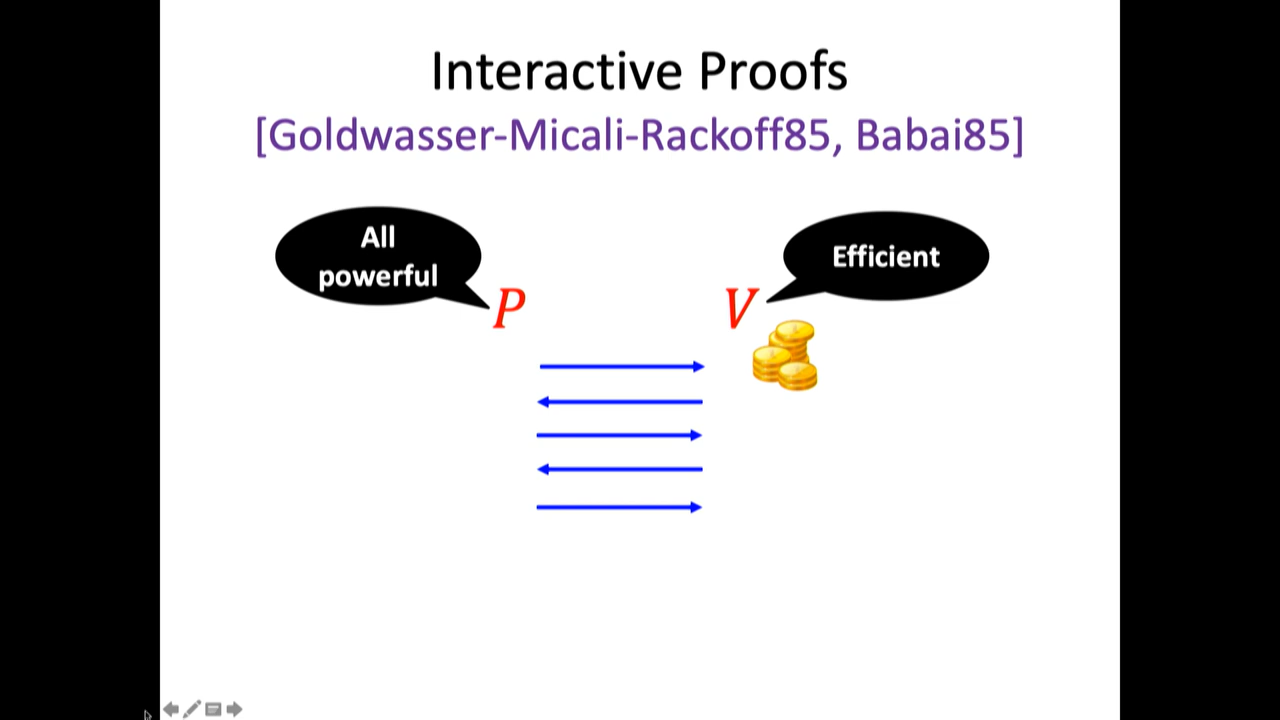 Interactive Proofs
[Goldwasser-Micali-Rackoff85, Babai85]
All
powerful
Efficient
P
V